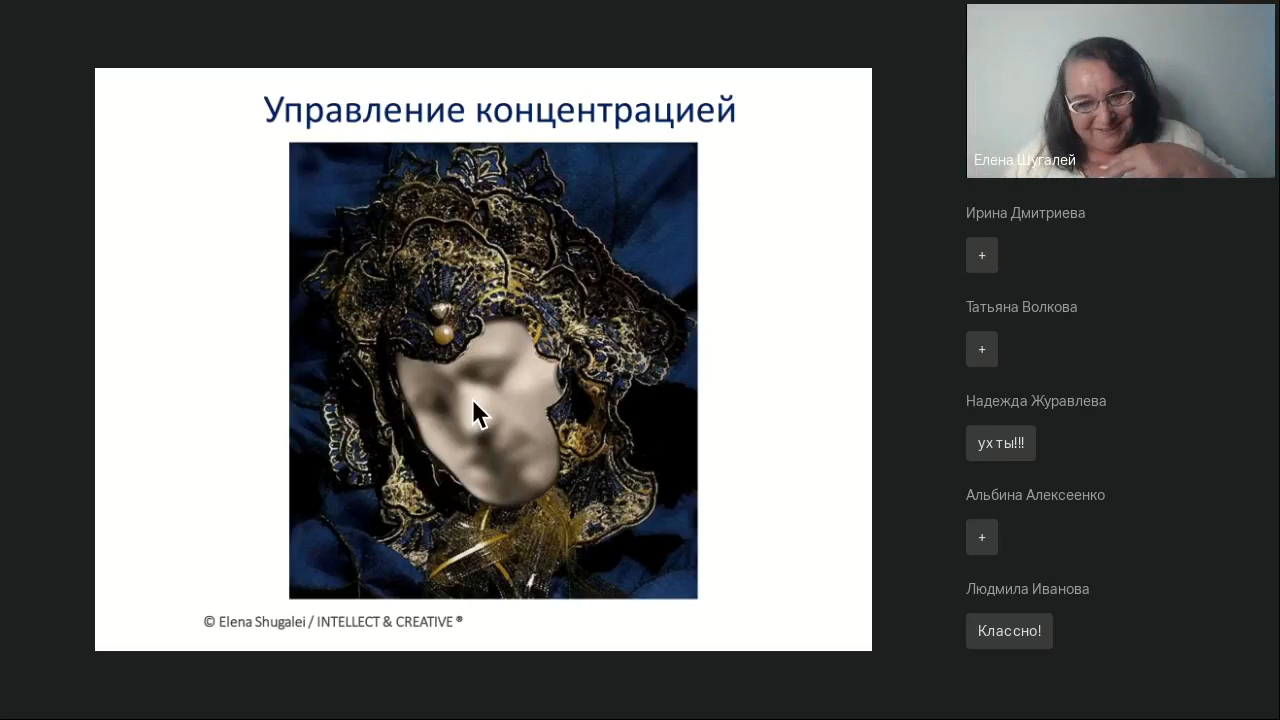 Управление концентрацией
© Elena Shugalei / INTELLECT & CREATIVE ®
Елена Шугалей
Ирина Дмитриева
+
Татьяна Волкова
+
Надежда Журавлева
ух ты!!!
Альбина Алексеенко
+
Людмила Иванова
Классно!